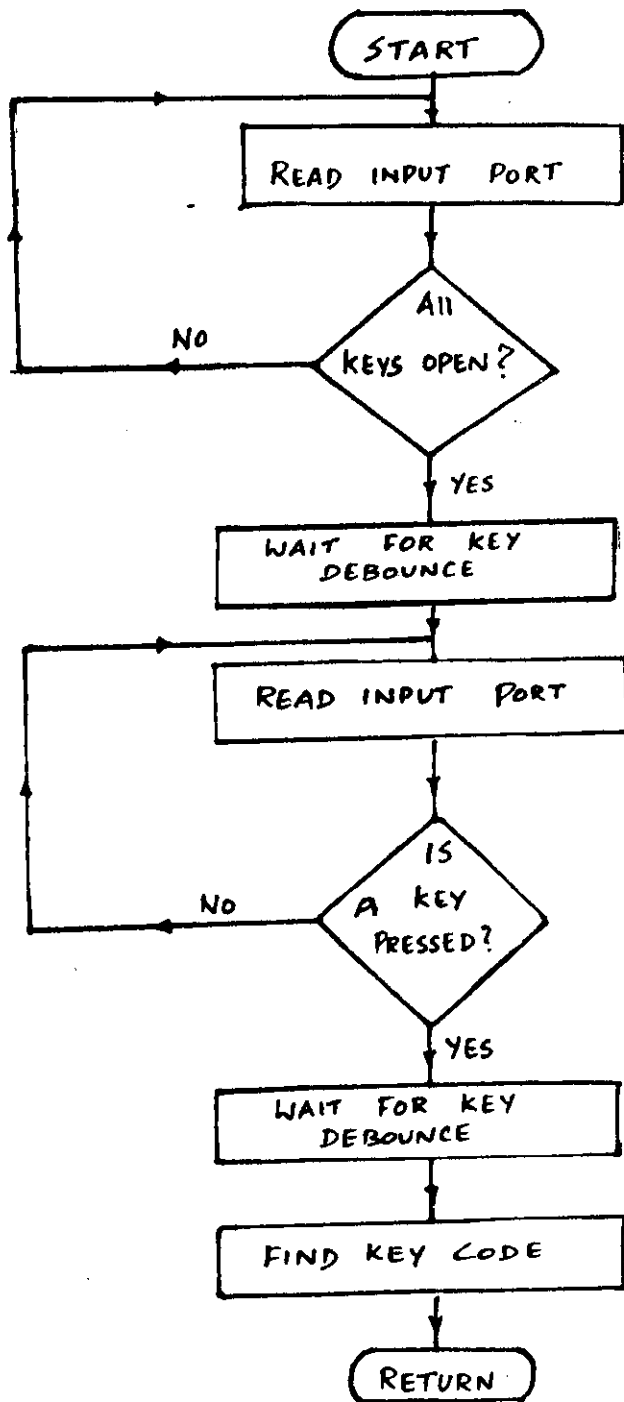 START
READ INPUT PORT
All
KEYS OPEN?
NO
YES
WAIT FOR KEY
DEBOUNCE
READ INPUT PORT
IS
A KEY
PRESSED?
NO
YES
WAIT FOR KEY
DEBOUNCE
FIND KEY CODE
RETURN